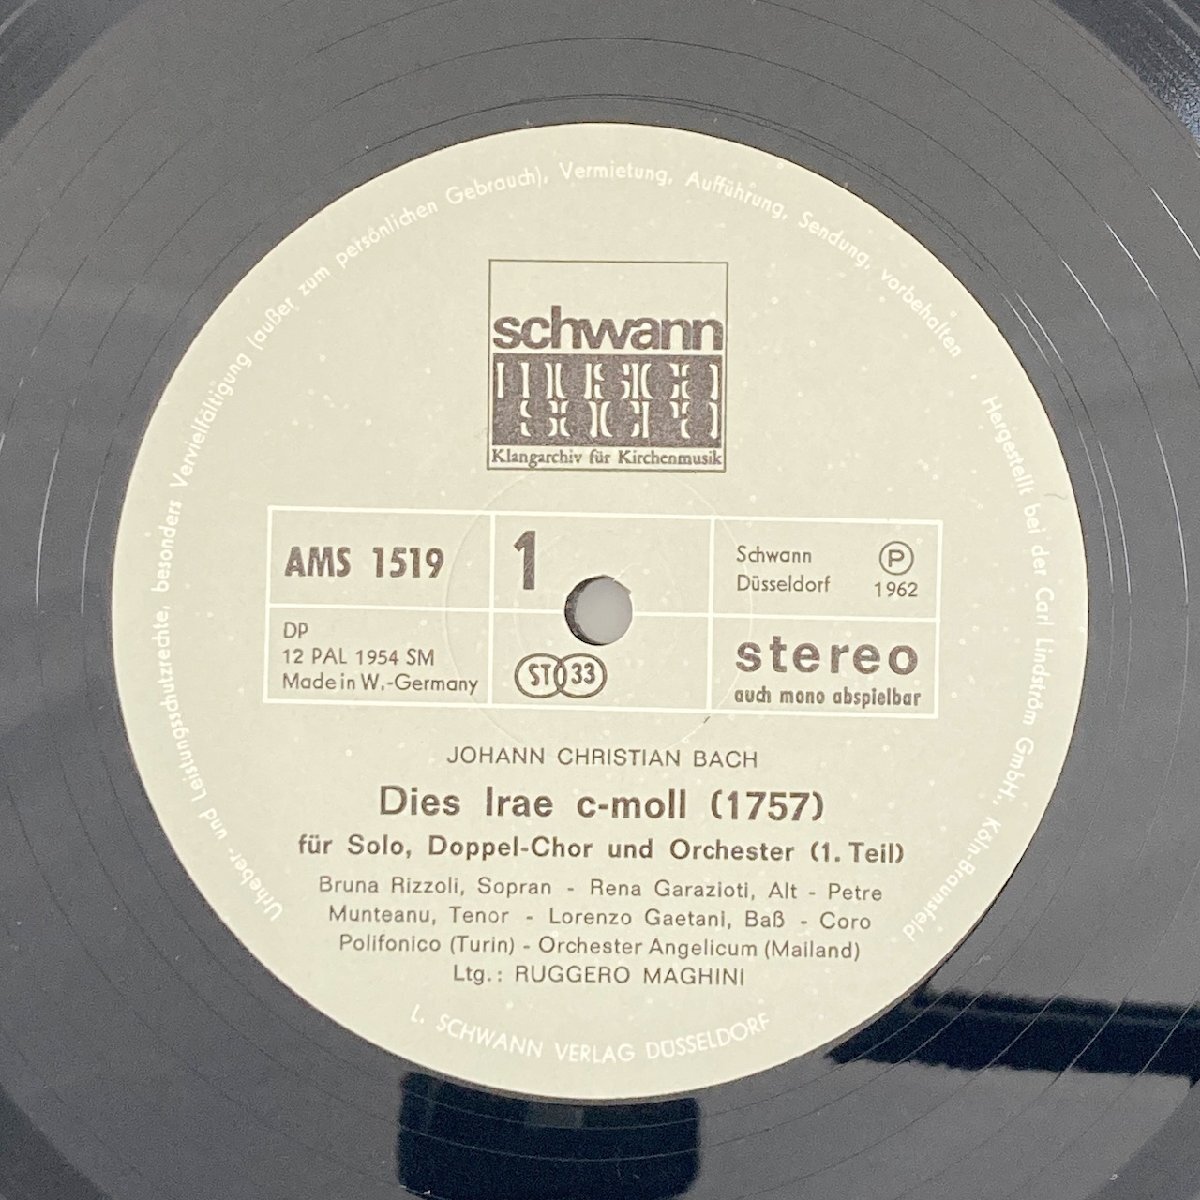 Urheber- und Leistungsschutzrechte, besonders Vervielfältigung (außer zum persönlichen Gebrauch), Vermietung, Aufführung, Sendung, vorbehalten
Hergestellt bei der Carl Lindström GmbH., Köln-Braunsfeld
schwann
Klangarchiv für Kirchenmusik
AMS 1519
1
Schwann
Düsseldorf
P
1962
DP
12 PAL 1954 SM
Made in W.-Germany
ST 33
stereo
auch mono abspielbar
JOHANN CHRISTIAN BACH
Dies Irae c-moll (1757)
für Solo, Doppel-Chor und Orchester (1. Teil)
Bruna Rizzoli, Sopran - Rena Garazioti, Alt - Petre
Munteanu, Tenor - Lorenzo Gaetani, Baß - Coro
Polifonico (Turin) - Orchester Angelicum (Mailand)
Ltg.: RUGGERO MAGHINI
L. SCHWANN VERLAG DÜSSELDORF